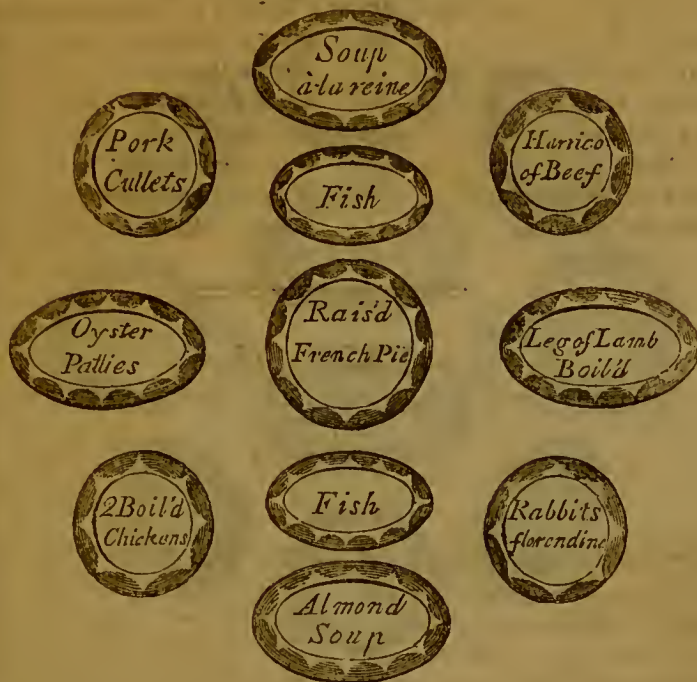 Soup
à-la reine
Pork
Cutlets
Harrico
of Beef
Fish
Oyster
Patties
Rais'd
French Pie
Leg of Lamb
Boil'd
2 Boil'd
Chickens
Fish
Rabbits
florendine
Almond
Soup